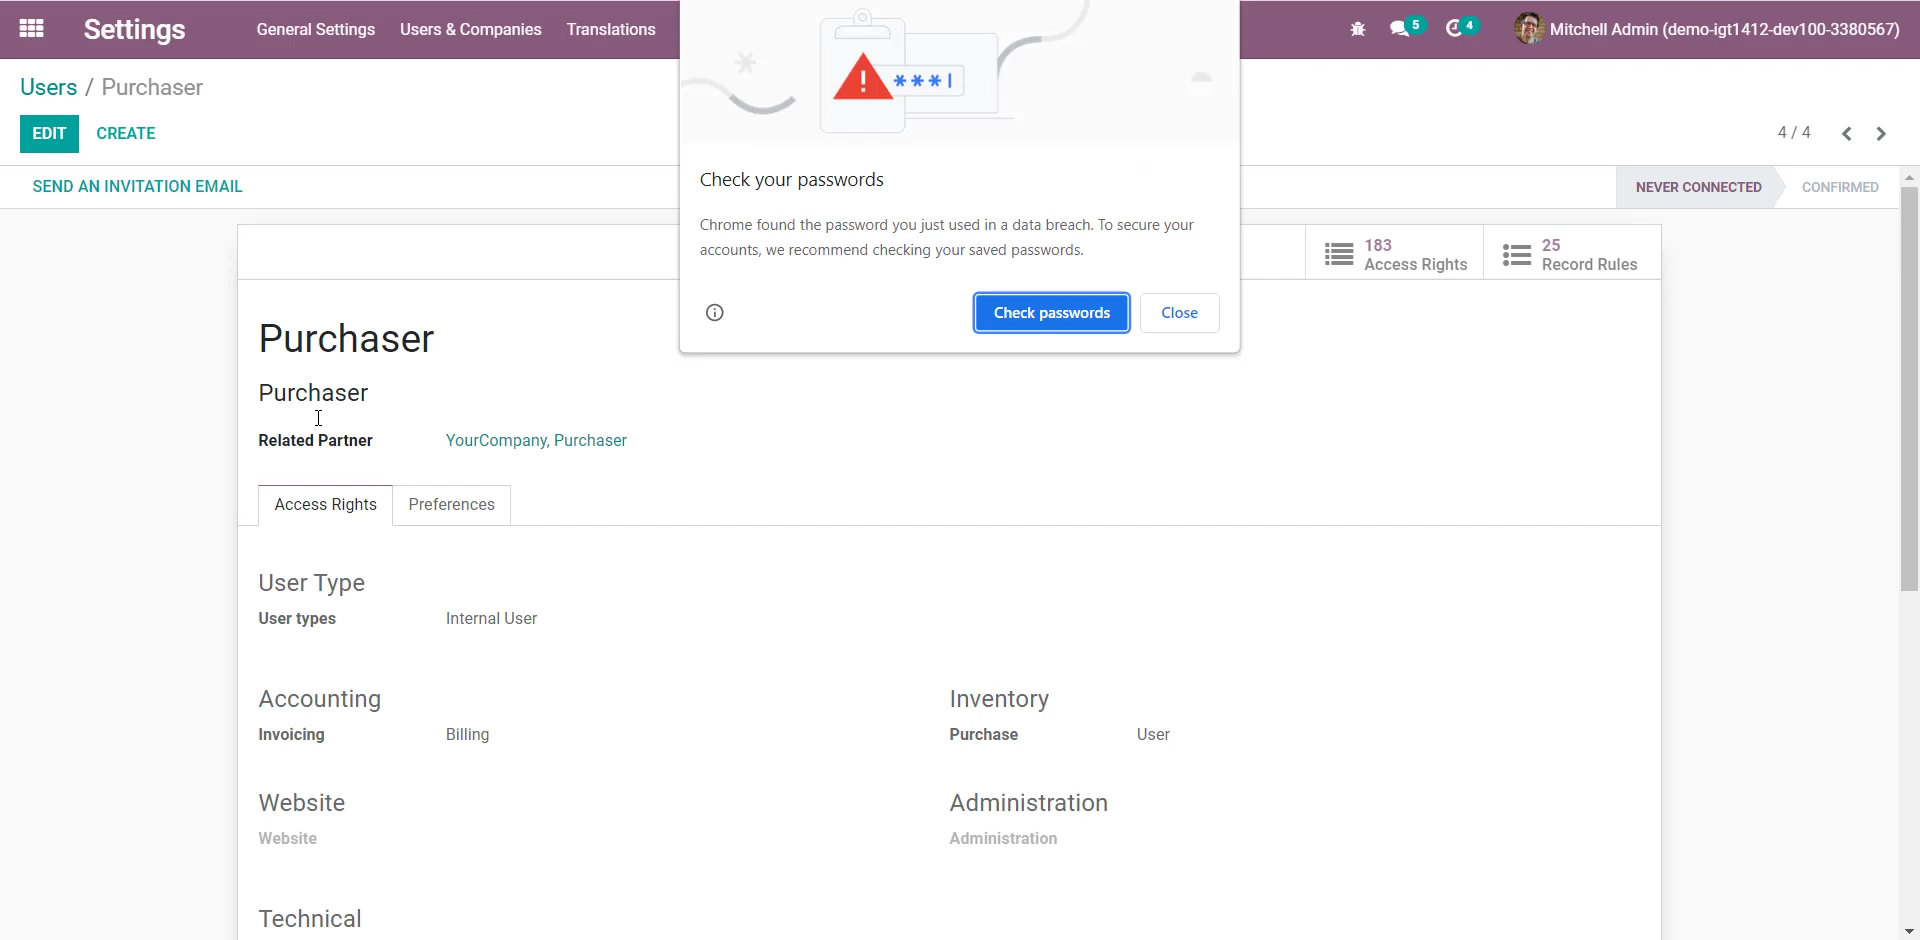 Settings
General Settings
Users & Companies
Translations
5
4
Mitchell Admin (demo-igt1412-dev100-3380567)
Users / Purchaser
EDIT
CREATE
4 / 4
SEND AN INVITATION EMAIL
NEVER CONNECTED
CONFIRMED
!
***|
Check your passwords
Chrome found the password you just used in a data breach. To secure your
accounts, we recommend checking your saved passwords.
Check passwords
Close
183
Access Rights
25
Record Rules
Purchaser
Purchaser
Related Partner
YourCompany, Purchaser
Access Rights
Preferences
User Type
User types
Internal User
Accounting
Invoicing
Billing
Inventory
Purchase
User
Website
Website
Administration
Administration
Technical